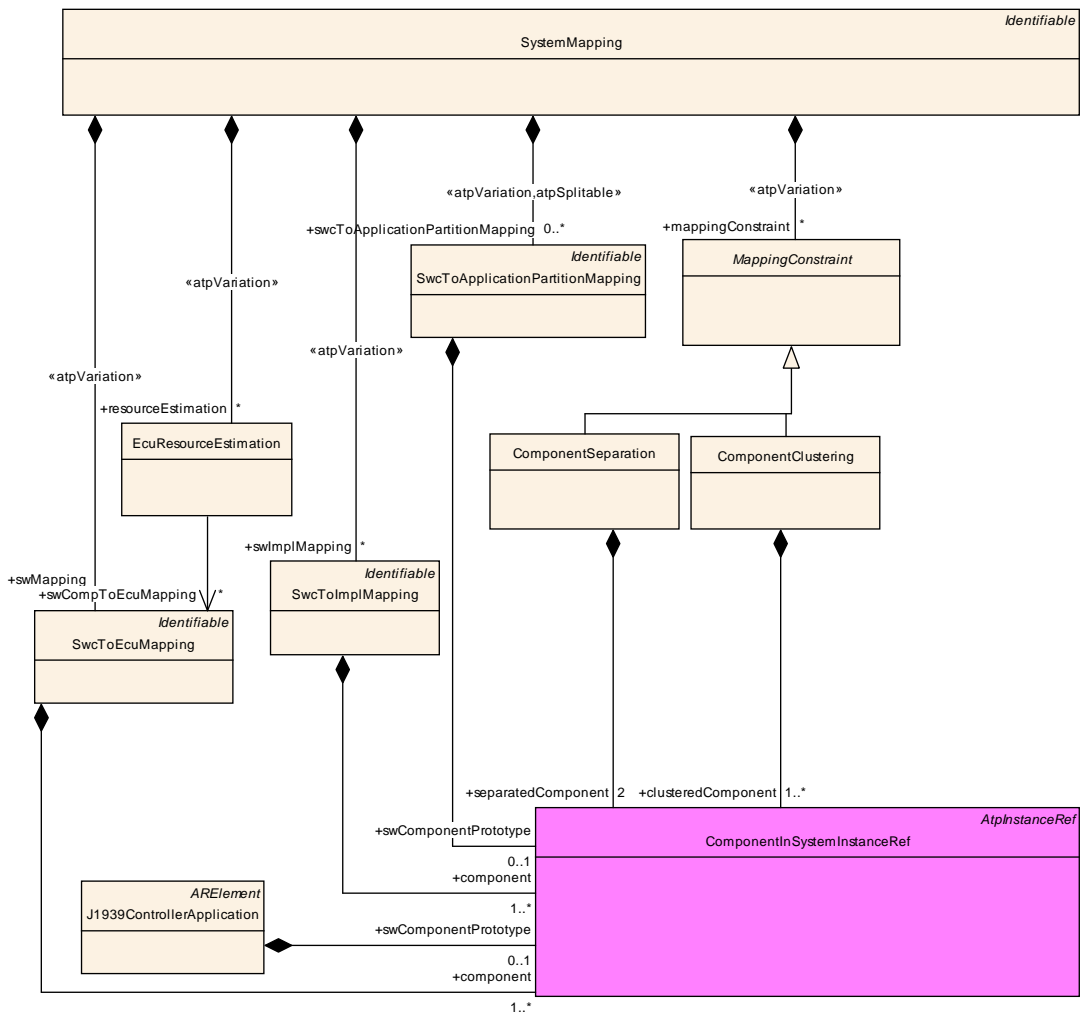 Identifiable
SystemMapping
«atpVariation,atpSplitable»
«atpVariation»
+mappingConstraint *
+swcToApplicationPartitionMapping 0..*
Identifiable
SwcToApplicationPartitionMapping
MappingConstraint
«atpVariation»
«atpVariation»
«atpVariation»
+resourceEstimation *
EcuResourceEstimation
ComponentSeparation
ComponentClustering
+swImplMapping *
Identifiable
SwcToImplMapping
+swMapping
+swCompToEcuMapping *
Identifiable
SwcToEcuMapping
+separatedComponent 2
+clusteredComponent 1..*
AtpInstanceRef
ComponentInSystemInstanceRef
+swComponentPrototype
0..1
+component
1..*
ARElement
J1939ControllerApplication
+swComponentPrototype
0..1
+component
1..*